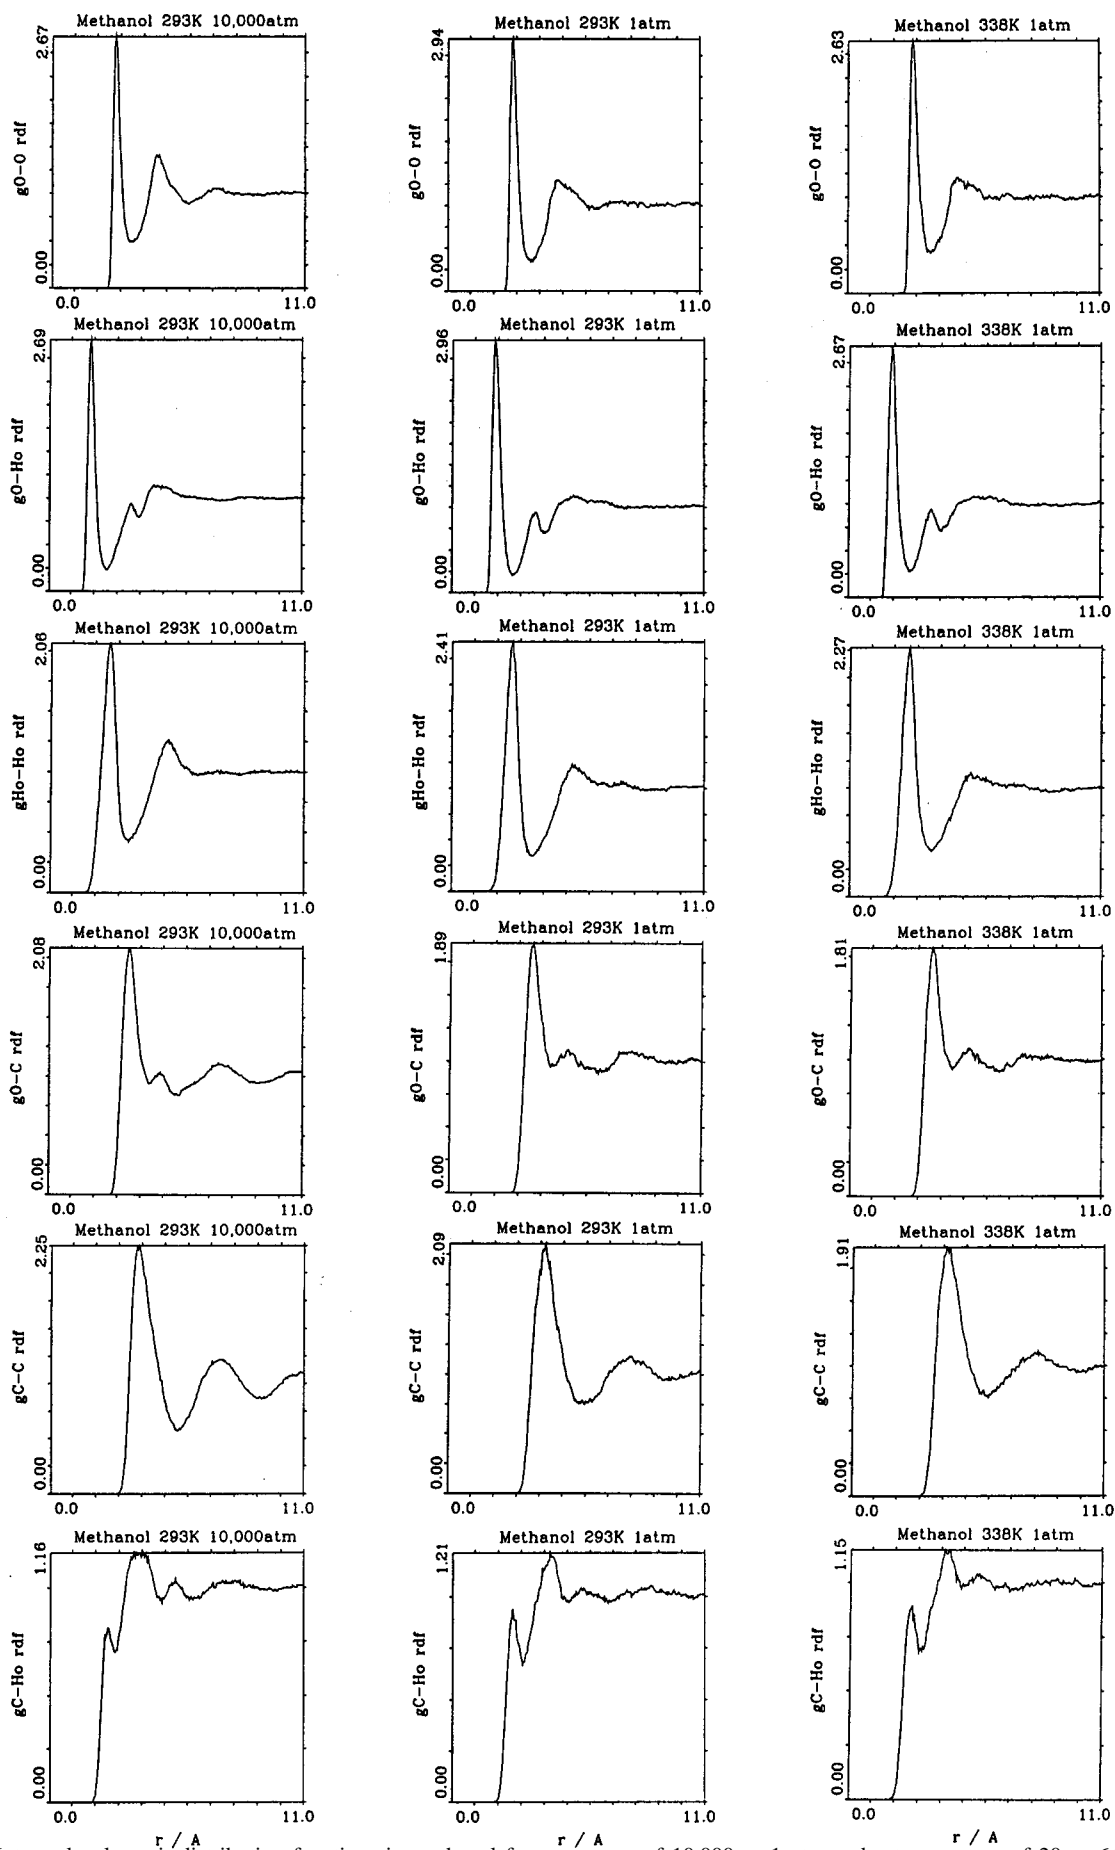 Methanol 293K 10,000atm
2.67
gO-O rdf
0.00
0.0
11.0
Methanol 293K 1atm
2.94
gO-O rdf
0.00
0.0
11.0
Methanol 338K 1atm
2.63
gO-O rdf
0.00
0.0
11.0
Methanol 293K 10,000atm
2.69
gO-Ho rdf
0.00
0.0
11.0
Methanol 293K 1atm
2.96
gO-Ho rdf
0.00
0.0
11.0
Methanol 338K 1atm
2.67
gO-Ho rdf
0.00
0.0
11.0
Methanol 293K 10,000atm
2.06
gHo-Ho rdf
0.00
0.0
11.0
Methanol 293K 1atm
2.41
gHo-Ho rdf
0.00
0.0
11.0
Methanol 338K 1atm
2.27
gHo-Ho rdf
0.00
0.0
11.0
Methanol 293K 10,000atm
2.08
gO-C rdf
0.00
0.0
11.0
Methanol 293K 1atm
1.89
gO-C rdf
0.00
0.0
11.0
Methanol 338K 1atm
1.81
gO-C rdf
0.00
0.0
11.0
Methanol 293K 10,000atm
2.25
gC-C rdf
0.00
0.0
11.0
Methanol 293K 1atm
2.09
gC-C rdf
0.00
0.0
11.0
Methanol 338K 1atm
1.91
gC-C rdf
0.00
0.0
11.0
Methanol 293K 10,000atm
1.16
gC-Ho rdf
0.00
0.0
11.0
r / A
Methanol 293K 1atm
1.21
gC-Ho rdf
0.00
0.0
11.0
r / A
Methanol 338K 1atm
1.15
gC-Ho rdf
0.00
0.0
11.0
r / A